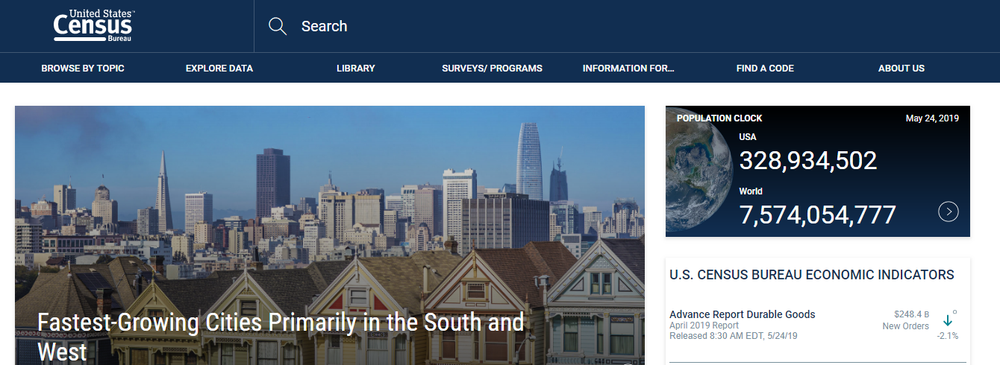 United States™
Census
Bureau
Search
BROWSE BY TOPIC
EXPLORE DATA
LIBRARY
SURVEYS/ PROGRAMS
INFORMATION FOR...
FIND A CODE
ABOUT US
Fastest-Growing Cities Primarily in the South and
West
POPULATION CLOCK
May 24, 2019
USA
328,934,502
World
7,574,054,777
U.S. CENSUS BUREAU ECONOMIC INDICATORS
Advance Report Durable Goods
April 2019 Report
Released 8:30 AM EDT, 5/24/19
$248.4 B
New Orders
-2.1%